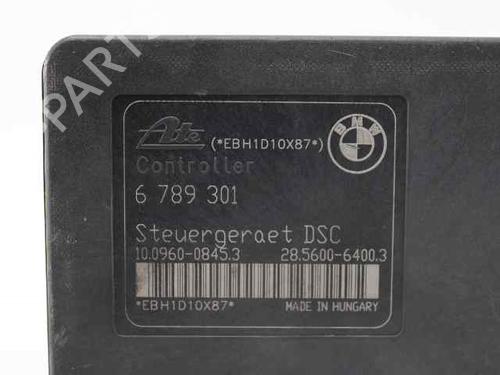 Ate (*EBH1D10X87*) BMW
Controller
6 789 301
Steuergeraet DSC
10.0960-0845.3 28.5600-6400.3
*EBH1D10X87* MADE IN HUNGARY